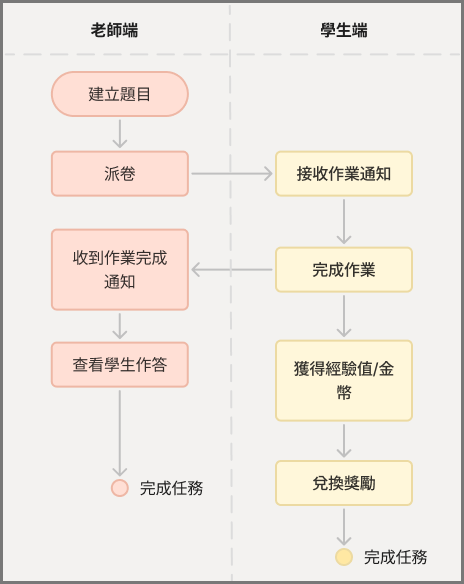 老師端
學生端
建立題目
派卷
接收作業通知
收到作業完成
通知
完成作業
查看學生作答
獲得經驗值/金
幣
完成任務
兌換獎勵
完成任務